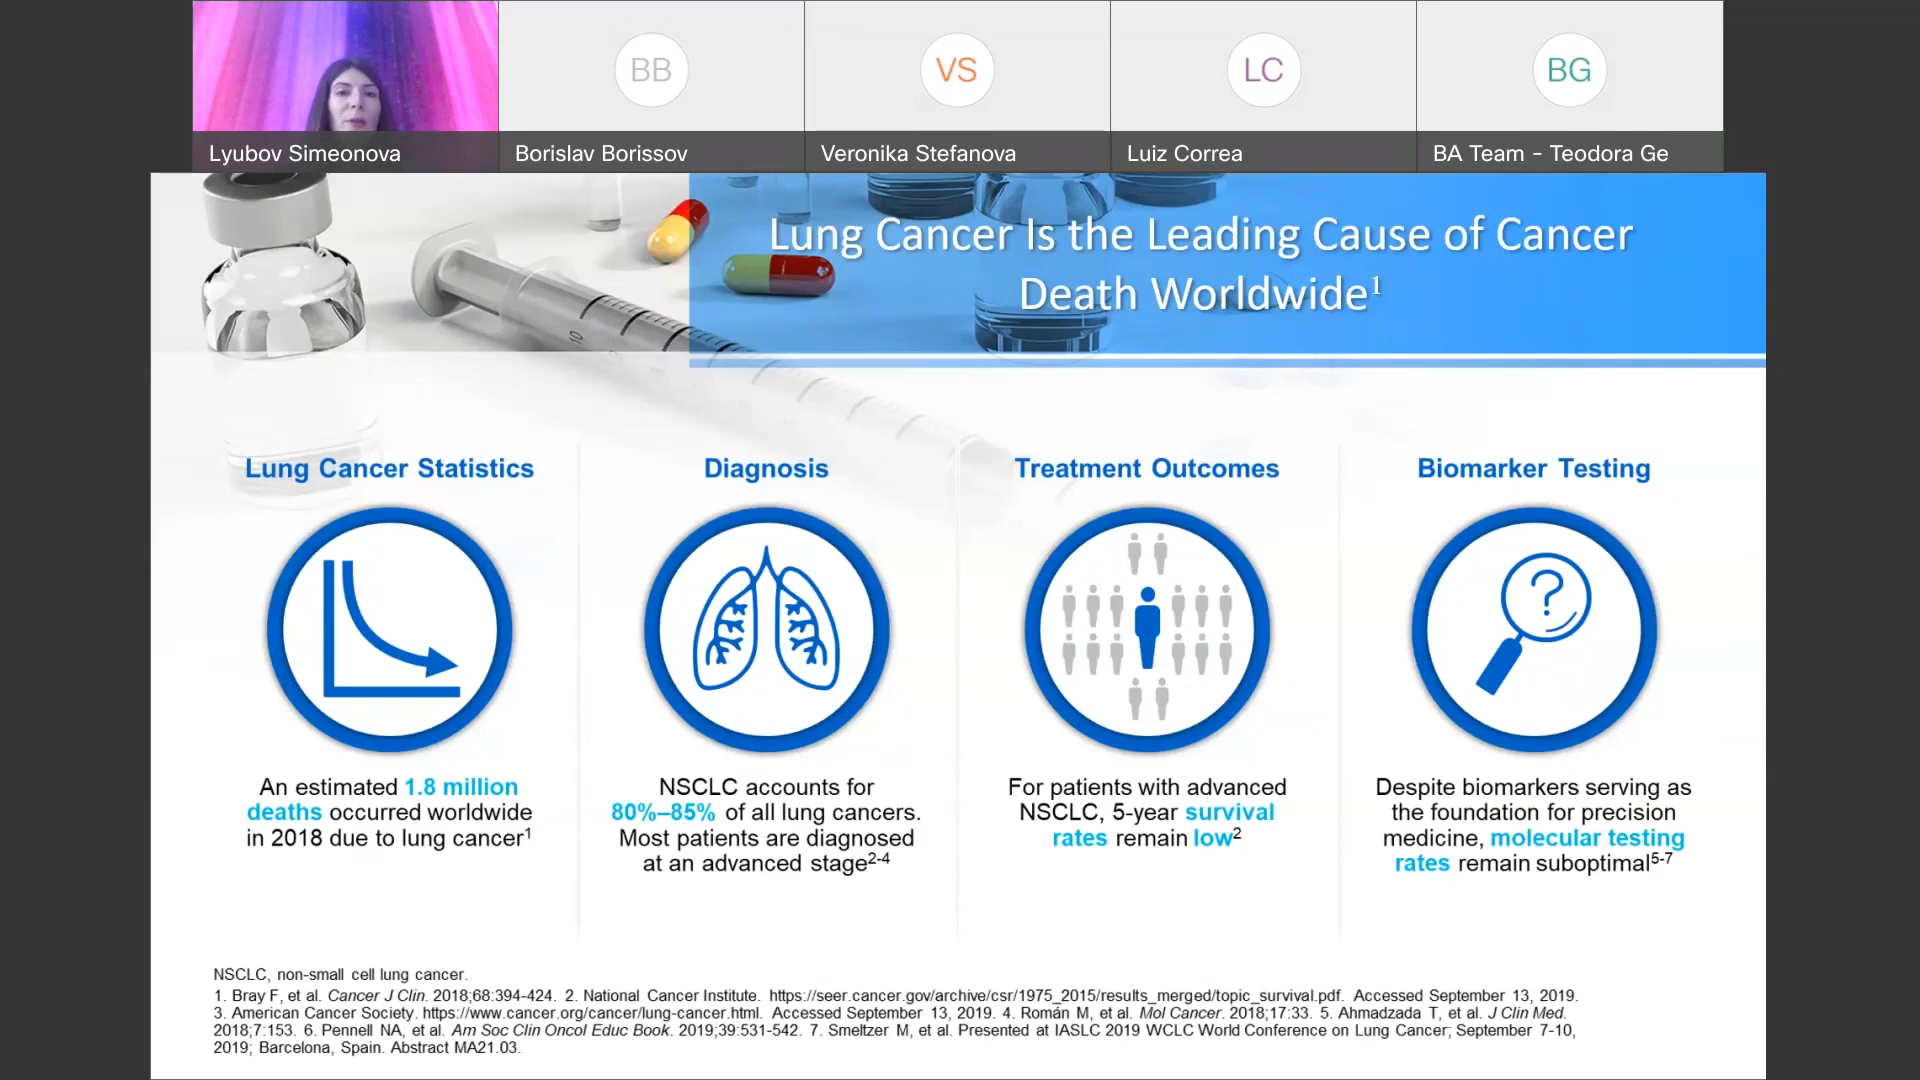 BB
VS
LC
BG
Lyubov Simeonova
Borislav Borissov
Veronika Stefanova
Luiz Correa
BA Team - Teodora Ge
Lung Cancer Is the Leading Cause of Cancer
Death Worldwide1
Lung Cancer Statistics
An estimated 1.8 million
deaths occurred worldwide
in 2018 due to lung cancer1
Diagnosis
NSCLC accounts for
80%–85% of all lung cancers.
Most patients are diagnosed
at an advanced stage2-4
Treatment Outcomes
For patients with advanced
NSCLC, 5-year survival
rates remain low2
Biomarker Testing
?
Despite biomarkers serving as
the foundation for precision
medicine, molecular testing
rates remain suboptimal5-7
NSCLC, non-small cell lung cancer.
1. Bray F, et al. Cancer J Clin. 2018;68:394-424. 2. National Cancer Institute. https://seer.cancer.gov/archive/csr/1975_2015/results_merged/topic_survival.pdf. Accessed September 13, 2019.
3. American Cancer Society. https://www.cancer.org/cancer/lung-cancer.html. Accessed September 13, 2019. 4. Román M, et al. Mol Cancer. 2018;17:33. 5. Ahmadzada T, et al. J Clin Med.
2018;7:153. 6. Pennell NA, et al. Am Soc Clin Oncol Educ Book. 2019;39:531-542. 7. Smeltzer M, et al. Presented at IASLC 2019 WCLC World Conference on Lung Cancer; September 7-10,
2019; Barcelona, Spain. Abstract MA21.03.